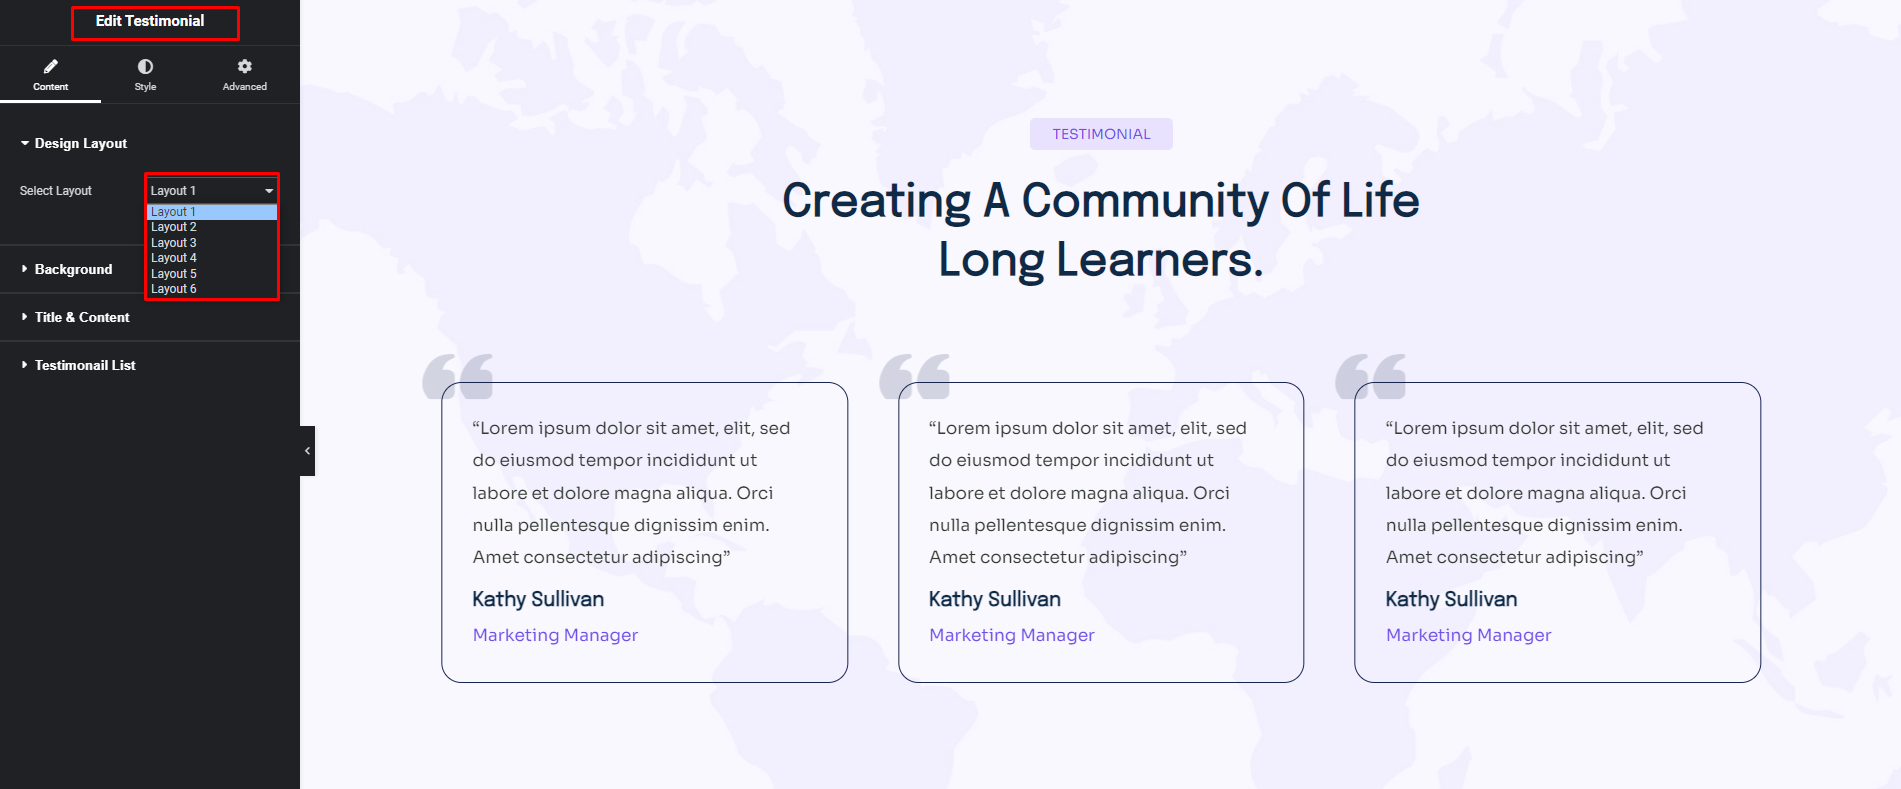 Edit Testimonial
Content
Style
Advanced
Design Layout
Select Layout
Layout 1
Layout 1
Layout 2
Layout 3
Layout 4
Layout 5
Layout 6
Background
Title & Content
Testimonail List
TESTIMONIAL
Creating A Community Of Life
Long Learners.
“Lorem ipsum dolor sit amet, elit, sed
do eiusmod tempor incididunt ut
labore et dolore magna aliqua. Orci
nulla pellentesque dignissim enim.
Amet consectetur adipiscing”
Kathy Sullivan
Marketing Manager
“Lorem ipsum dolor sit amet, elit, sed
do eiusmod tempor incididunt ut
labore et dolore magna aliqua. Orci
nulla pellentesque dignissim enim.
Amet consectetur adipiscing”
Kathy Sullivan
Marketing Manager
“Lorem ipsum dolor sit amet, elit, sed
do eiusmod tempor incididunt ut
labore et dolore magna aliqua. Orci
nulla pellentesque dignissim enim.
Amet consectetur adipiscing”
Kathy Sullivan
Marketing Manager